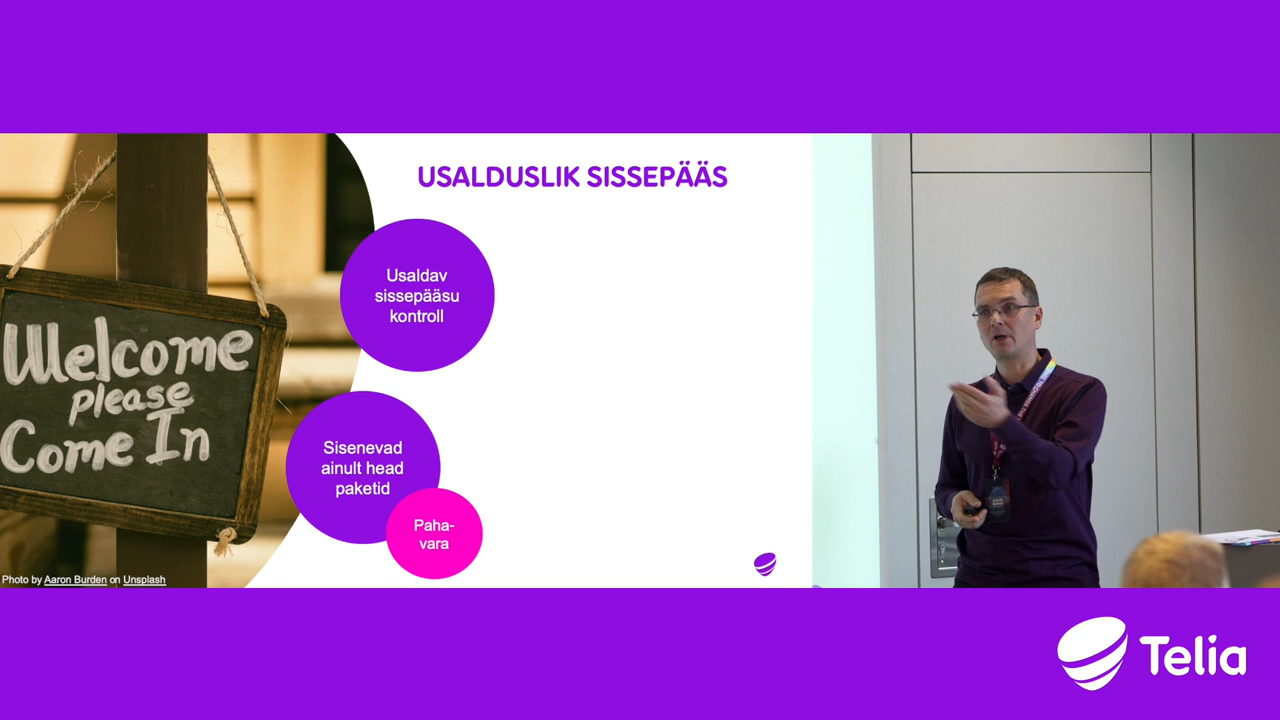 USALDUSLIK SISSEPÄÄS
Usaldav
sissepääsu
kontroll
Welcome
please
Come In
Sisenevad
ainult head
paketid
Paha-
vara
Photo by Aaron Burden on Unsplash
Telia